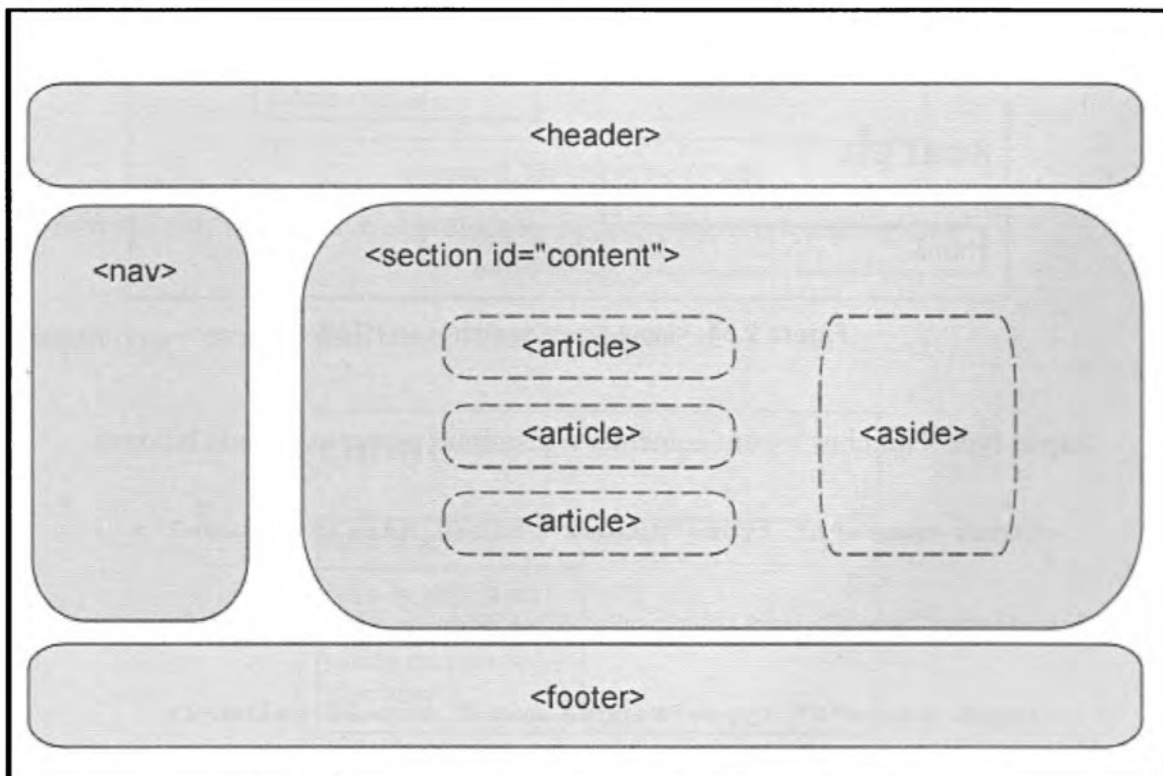 <header>
<nav>
<section id="content">
<article>
<article>
<aside>
<article>
<footer>